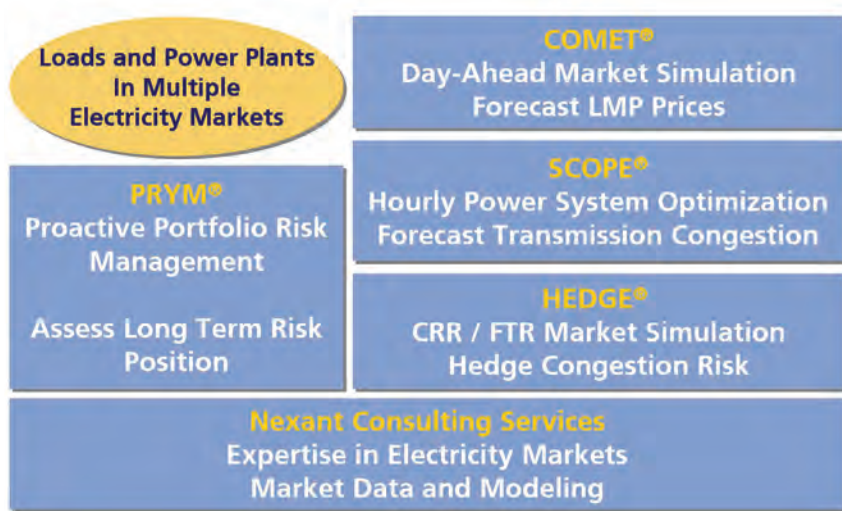 Loads and Power Plants
In Multiple
Electricity Markets
PRYM®
Proactive Portfolio Risk
Management
Assess Long Term Risk
Position
COMET®
Day-Ahead Market Simulation
Forecast LMP Prices
SCOPE®
Hourly Power System Optimization
Forecast Transmission Congestion
HEDGE®
CRR / FTR Market Simulation
Hedge Congestion Risk
Nexant Consulting Services
Expertise in Electricity Markets
Market Data and Modeling